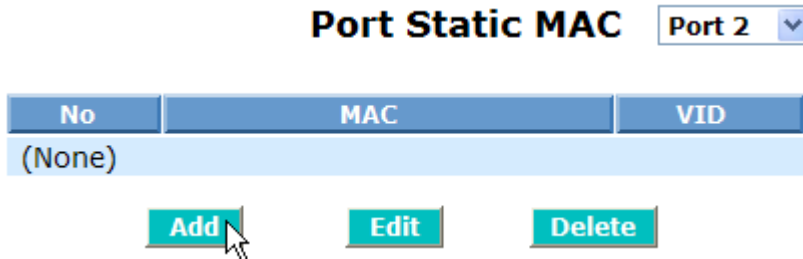 Port Static MAC Port 2
No MAC VID
(None)
Add Edit Delete